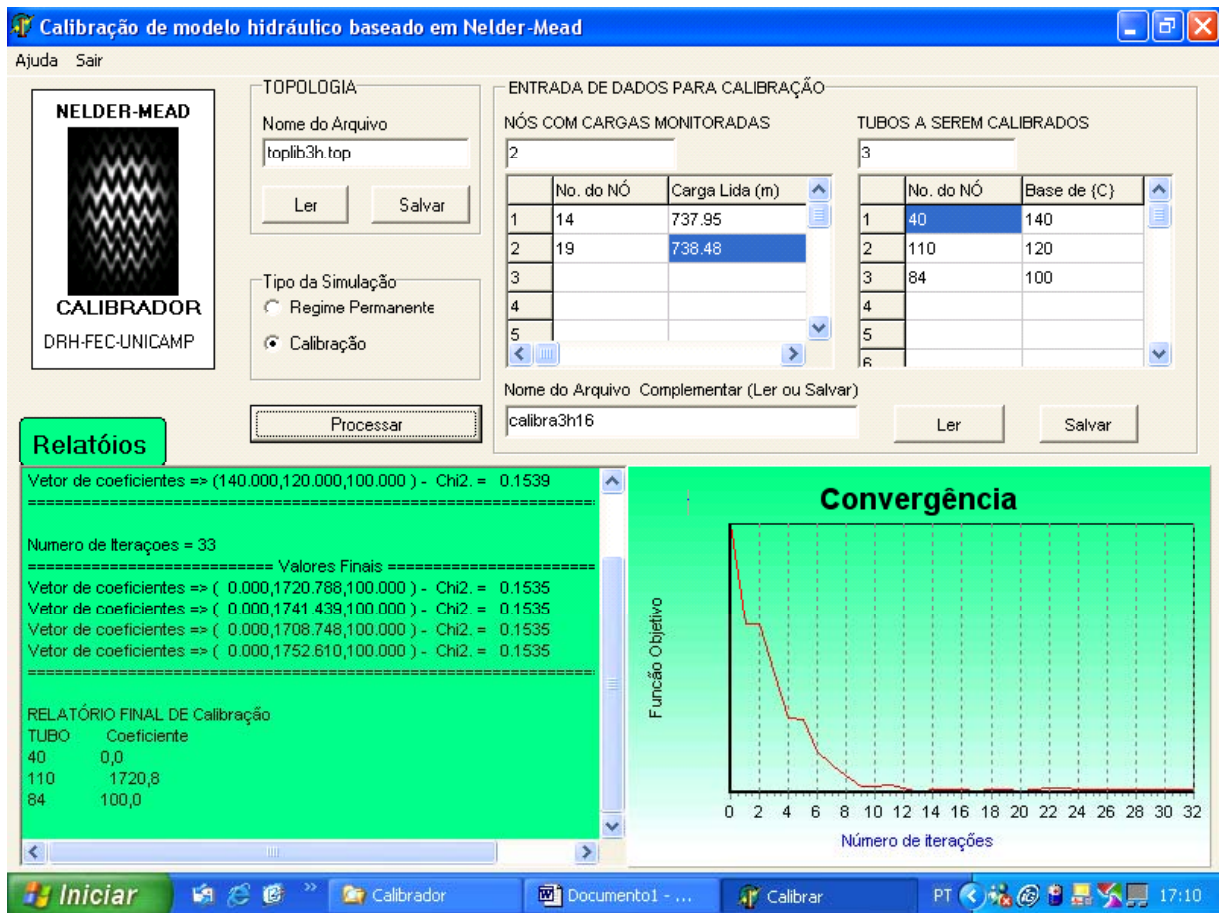 Calibração de modelo hidráulico baseado em Nelder-Mead
Ajuda Sair
NELDER-MEAD
CALIBRADOR
DRH-FEC-UNICAMP
TOPOLOGIA
Nome do Arquivo
toplib3h.top
Ler Salvar
Tipo da Simulação
Regime Permanente
Calibração
Processar
ENTRADA DE DADOS PARA CALIBRAÇÃO
NÓS COM CARGAS MONITORADAS
2
No. do NÓ Carga Lida (m)
1 14 737.95
2 19 738.48
3
4
5
TUBOS A SEREM CALIBRADOS
3
No. do NÓ Base de {C}
1 40 140
2 110 120
3 84 100
4
5
6
Nome do Arquivo Complementar (Ler ou Salvar)
calibra3h16
Ler Salvar
Relatóios
Vetor de coeficientes => (140.000,120.000,100.000 ) - Chi2. = 0.1539
==============================================================
Numero de Iteraçoes = 33
=========================== Valores Finais =======================
Vetor de coeficientes => ( 0.000,1720.788,100.000 ) - Chi2. = 0.1535
Vetor de coeficientes => ( 0.000,1741.439,100.000 ) - Chi2. = 0.1535
Vetor de coeficientes => ( 0.000,1708.748,100.000 ) - Chi2. = 0.1535
Vetor de coeficientes => ( 0.000,1752.610,100.000 ) - Chi2. = 0.1535
==============================================================
RELATÓRIO FINAL DE Calibração
TUBO Coeficiente
40 0,0
110 1720,8
84 100,0
Convergência
Funcão Objetivo
0 2 4 6 8 10 12 14 16 18 20 22 24 26 28 30 32
Número de iterações
Iniciar » Calibrador Documento1 - ... Calibrar PT 17:10